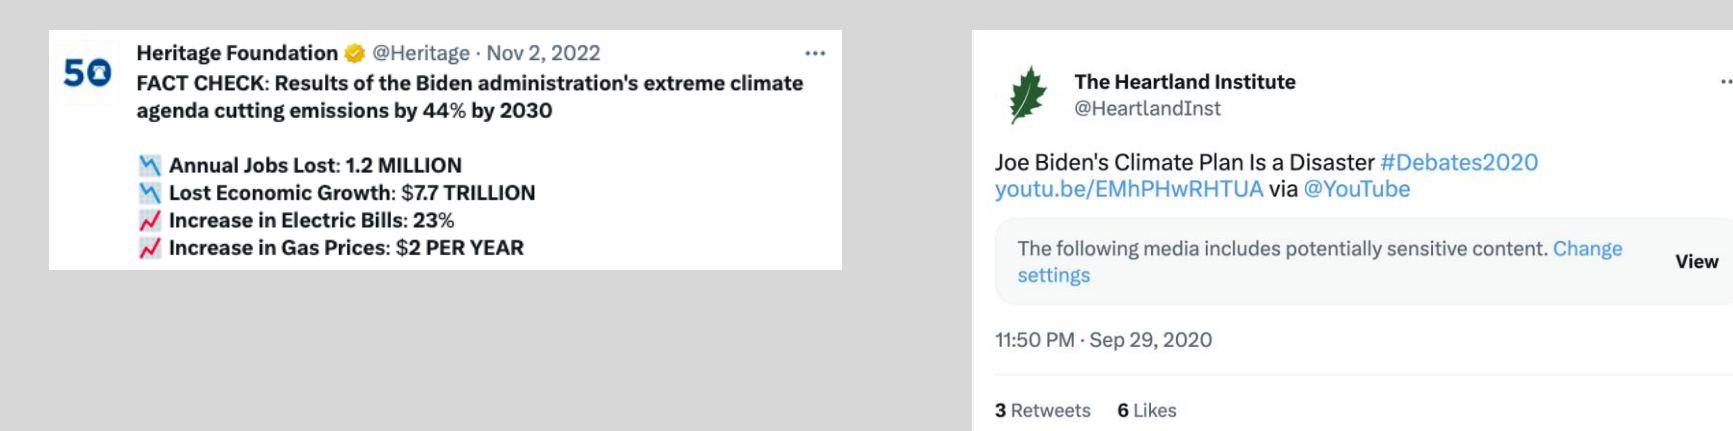 50
Heritage Foundation @Heritage · Nov 2, 2022
FACT CHECK: Results of the Biden administration's extreme climate
agenda cutting emissions by 44% by 2030
Annual Jobs Lost: 1.2 MILLION
Lost Economic Growth: $7.7 TRILLION
Increase in Electric Bills: 23%
Increase in Gas Prices: $2 PER YEAR
The Heartland Institute
@HeartlandInst
Joe Biden's Climate Plan Is a Disaster #Debates2020
youtu.be/EMhPHwRHTUA via @YouTube
The following media includes potentially sensitive content. Change
settings
View
11:50 PM · Sep 29, 2020
3 Retweets 6 Likes